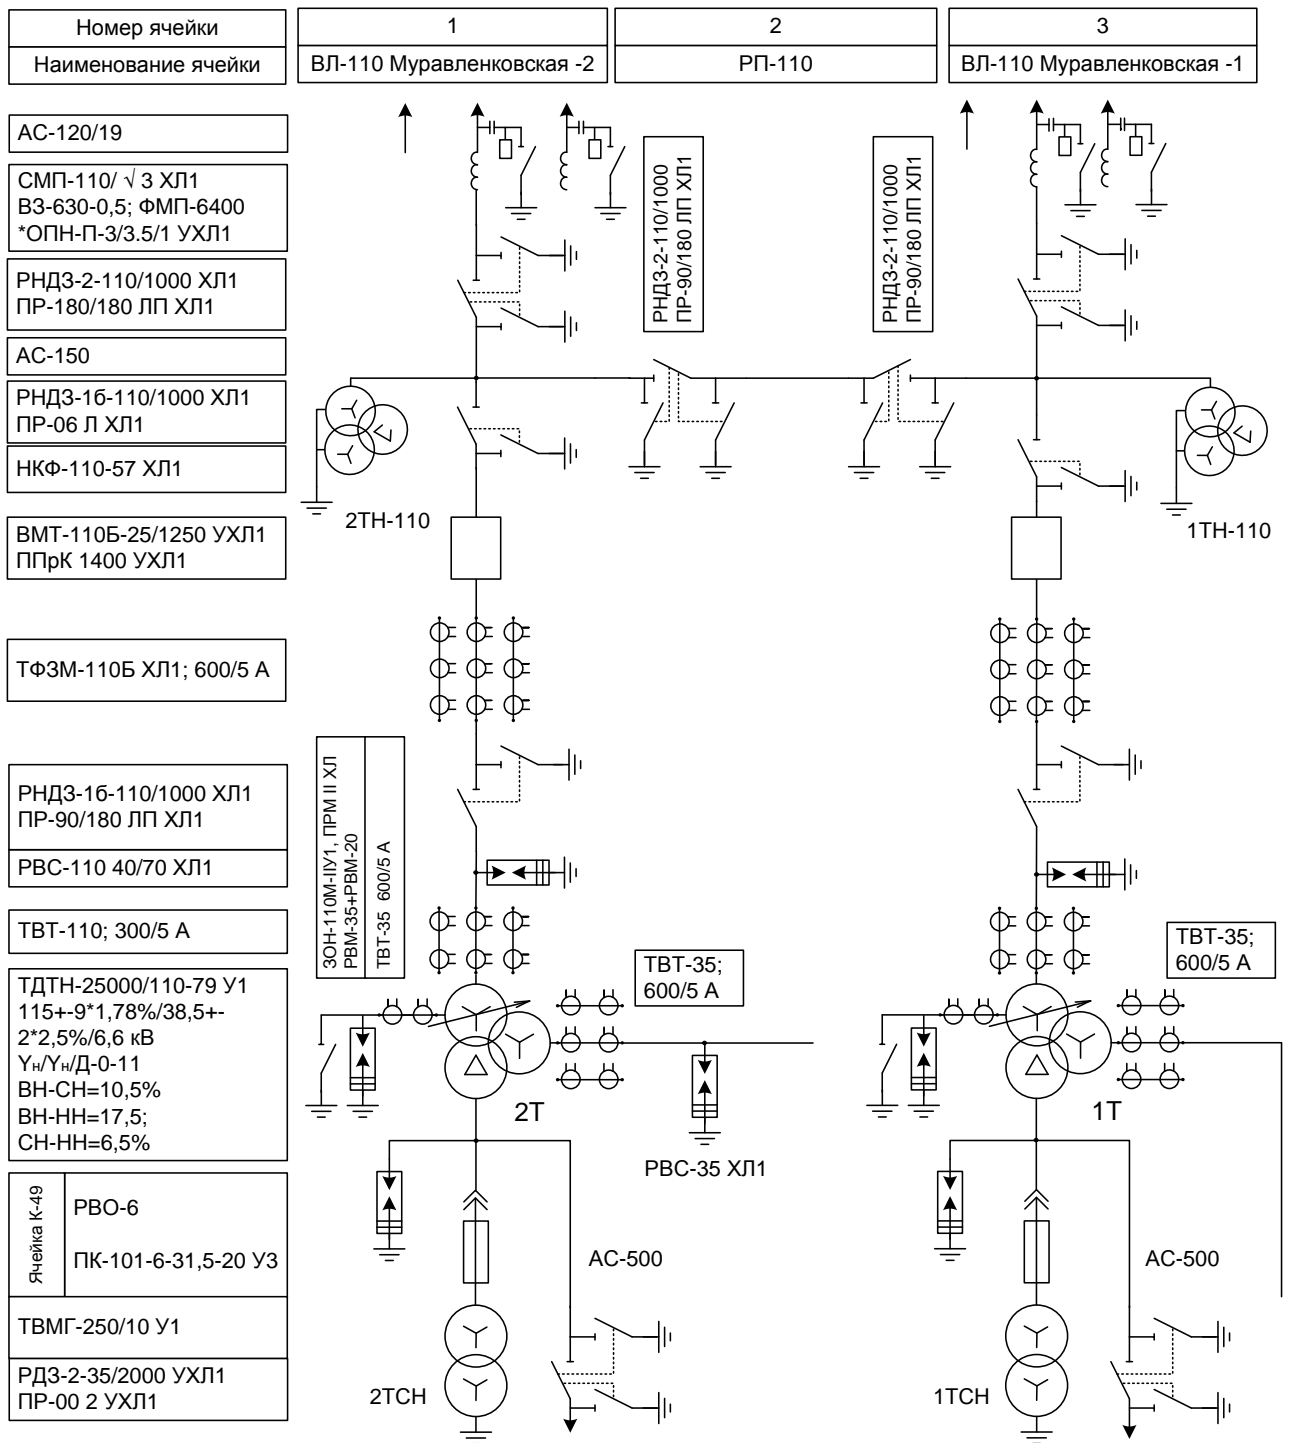 Номер ячейки
1
2
3
Наименование ячейки
ВЛ-110 Муравленковская -2
РП-110
ВЛ-110 Муравленковская -1
АС-120/19
СМП-110/ √ 3 ХЛ1
ВЗ-630-0,5; ФМП-6400
*ОПН-П-3/3.5/1 УХЛ1
РНДЗ-2-110/1000 ХЛ1
ПР-180/180 ЛП ХЛ1
РНДЗ-2-110/1000
ПР-90/180 ЛП ХЛ1
РНДЗ-2-110/1000
ПР-90/180 ЛП ХЛ1
АС-150
РНДЗ-1б-110/1000 ХЛ1
ПР-06 Л ХЛ1
НКФ-110-57 ХЛ1
2ТН-110
1ТН-110
ВМТ-110Б-25/1250 УХЛ1
ППрК 1400 УХЛ1
ТФЗМ-110Б ХЛ1; 600/5 А
РНДЗ-1б-110/1000 ХЛ1
ПР-90/180 ЛП ХЛ1
РВС-110 40/70 ХЛ1
ЗОН-110М-IIУ1, ПРМ II ХЛ
РВМ-35+РВМ-20
ТВТ-35 600/5 А
ТВТ-110; 300/5 А
ТВТ-35;
600/5 А
ТВТ-35;
600/5 А
ТДТН-25000/110-79 У1
115+-9*1,78%/38,5+-
2*2,5%/6,6 кВ
Yн/Yн/Д-0-11
ВН-СН=10,5%
ВН-НН=17,5;
СН-НН=6,5%
2Т
1Т
РВС-35 ХЛ1
Ячейка К-49
РВО-6
ПК-101-6-31,5-20 У3
АС-500
АС-500
ТВМГ-250/10 У1
РДЗ-2-35/2000 УХЛ1
ПР-00 2 УХЛ1
2ТСН
1ТСН